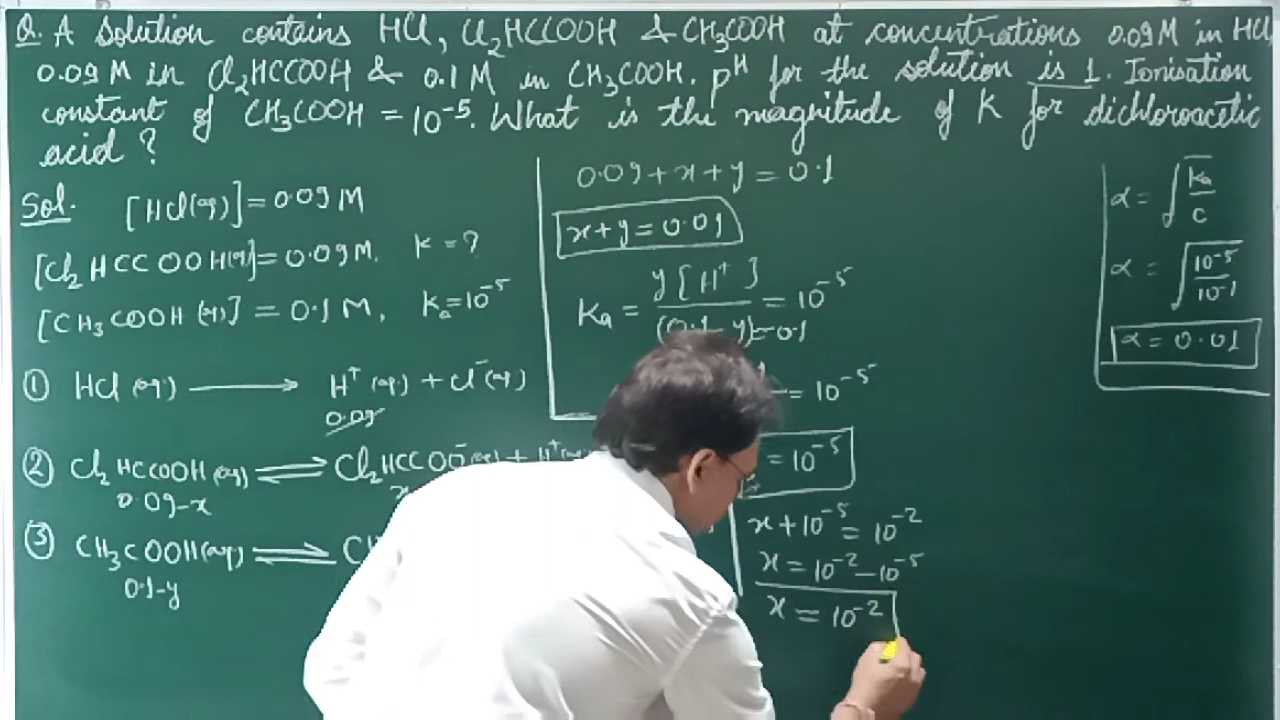 Q. A solution contains HCl, Cl₂HCCOOH & CH₃COOH at concentrations 0.09 M in HCl,
0.09 M in Cl₂HCCOOH & 0.1 M in CH₃COOH. pᴴ for the solution is 1. Ionisation
constant of CH₃COOH = 10⁻⁵. What is the magnitude of K for dichloroacetic
acid ?
Sol. [HCl(aq)] = 0.09 M
[Cl₂HCCOOH(aq)] = 0.09 M. K = ?
[CH₃COOH(aq)] = 0.1 M, Kₐ = 10⁻⁵
① HCl(aq) ⟶ H⁺(aq) + Cl⁻(aq)
0.09
② Cl₂HCCOOH(aq) ⇌ Cl₂HCCOO⁻(aq) + H⁺(aq)
0.09-x x
③ CH₃COOH(aq) ⇌
0.1-y
0.09 + x + y = 0.1
x + y = 0.01
Kₐ = y[H⁺] / (0.1 - y) ≈ 0.1 = 10⁻⁵
= 10⁻⁵
= 10⁻⁵
x + 10⁻⁵ = 10⁻²
x = 10⁻² - 10⁻⁵
x = 10⁻²
α = √(Kₐ/C)
α = √(10⁻⁵/10⁻¹)
α = 0.01